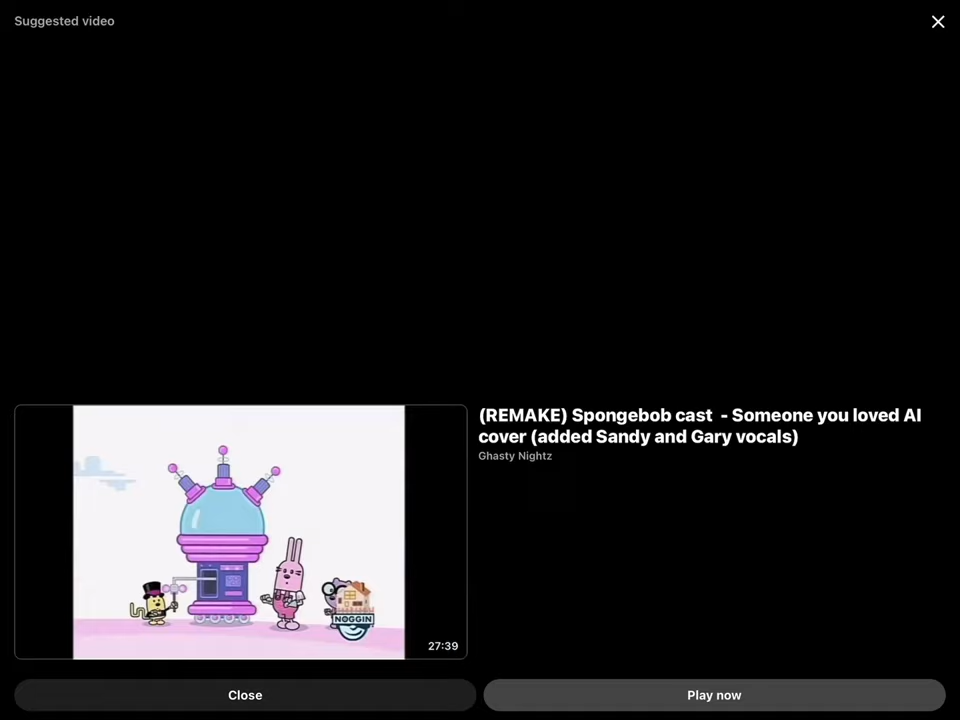 Suggested video
(REMAKE) Spongebob cast - Someone you loved AI
cover (added Sandy and Gary vocals)
Ghasty Nightz
NOGGIN
27:39
Close
Play now